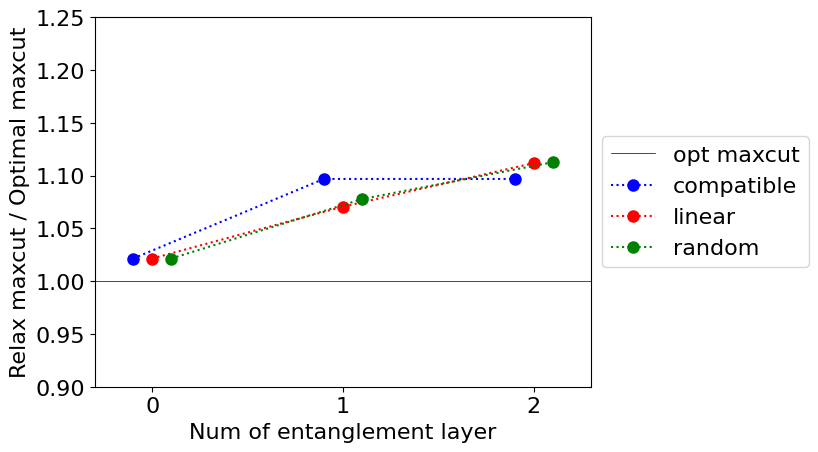 Relax maxcut / Optimal maxcut
1.25
1.20
1.15
1.10
1.05
1.00
0.95
0.90
0
1
2
Num of entanglement layer
opt maxcut
compatible
linear
random